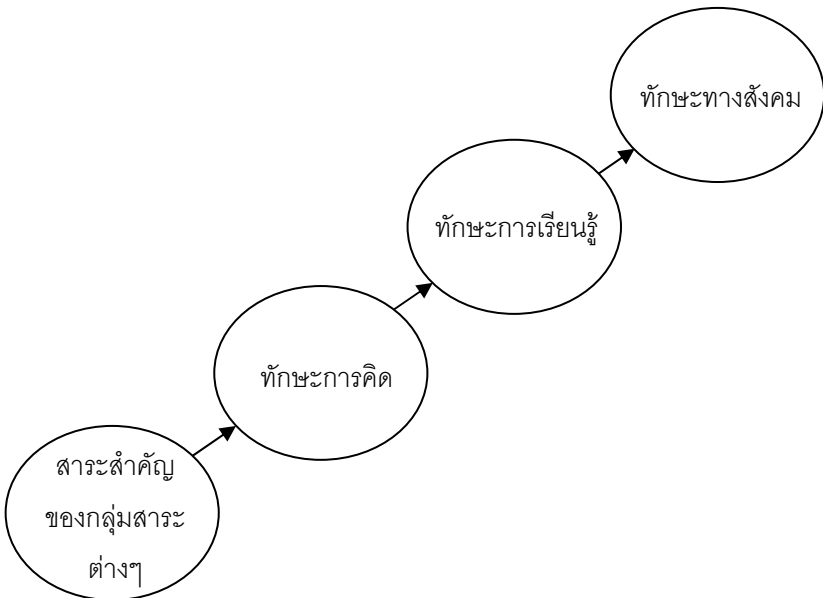 ทักษะทางสังคม
ทักษะการเรียนรู้
ทักษะการคิด
สาระสำคัญ
ของกลุ่มสาระ
ต่างๆ